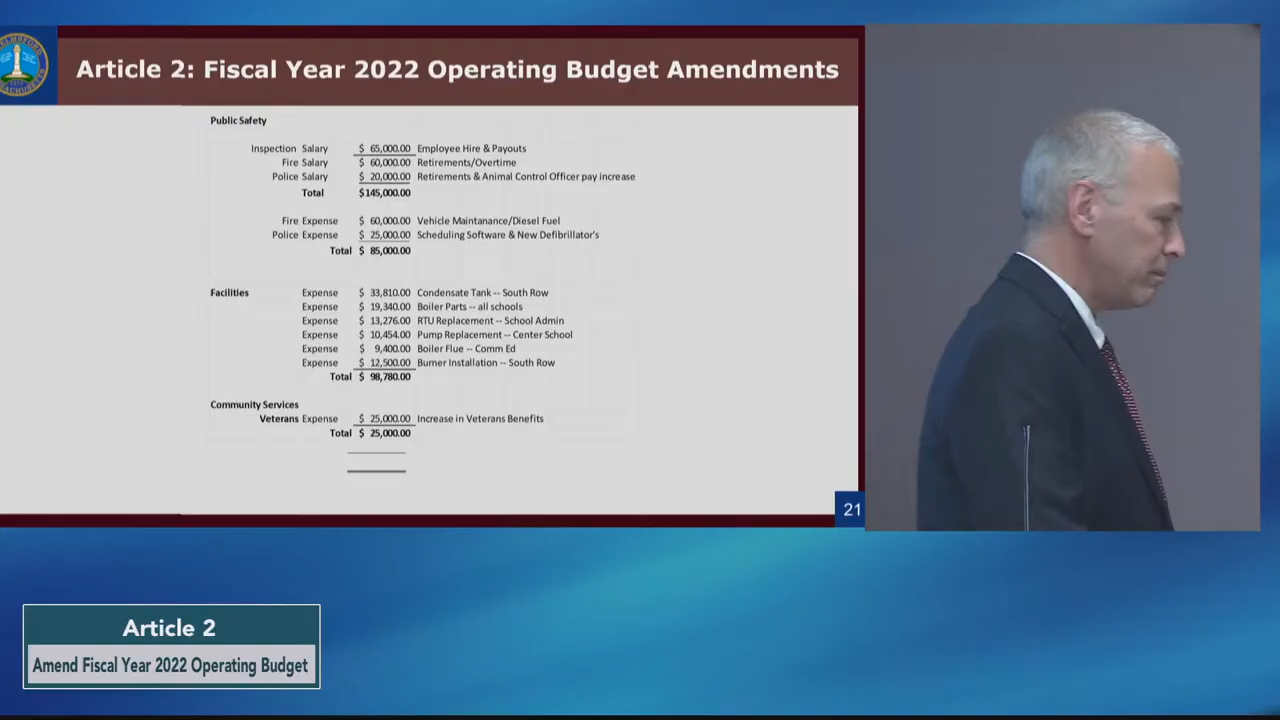 Article 2: Fiscal Year 2022 Operating Budget Amendments
Public Safety
Inspection Salary $ 65,000.00 Employee Hire & Payouts
Fire Salary $ 60,000.00 Retirements/Overtime
Police Salary $ 20,000.00 Retirements & Animal Control Officer pay increase
Total $145,000.00
Fire Expense $ 60,000.00 Vehicle Maintanance/Diesel Fuel
Police Expense $ 25,000.00 Scheduling Software & New Defibrillator's
Total $ 85,000.00
Facilities Expense $ 33,810.00 Condensate Tank -- South Row
Expense $ 19,340.00 Boiler Parts -- all schools
Expense $ 13,276.00 RTU Replacement -- School Admin
Expense $ 10,454.00 Pump Replacement -- Center School
Expense $ 9,400.00 Boiler Flue -- Comm Ed
Expense $ 12,500.00 Burner Installation -- South Row
Total $ 98,780.00
Community Services
Veterans Expense $ 25,000.00 Increase in Veterans Benefits
Total $ 25,000.00
21
Article 2
Amend Fiscal Year 2022 Operating Budget